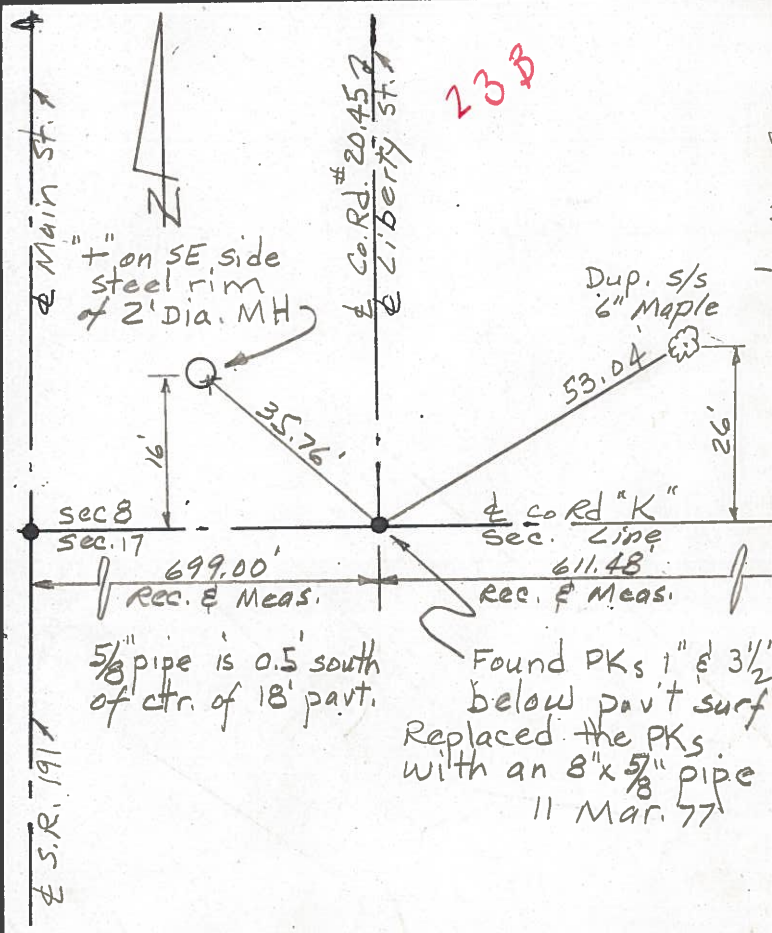 23B
℄ Main St.
℄ Co. Rd. # 20.45
℄ Liberty St.
N
"+" on SE side
steel rim
of 2' Dia. MH
Dup. s/s
6" Maple
53.04'
35.76'
16'
26'
Sec 8
Sec. 17
℄ Co Rd "K"
Sec. Line
699.00'
Rec. & Meas.
611.48'
Rec. & Meas.
5/8" pipe is 0.5' south
of ctr. of 18' pavt.
Found PKs 1" & 3 1/2"
below pav't surf
Replaced the PKs
with an 8" x 5/8" pipe
11 Mar. 77
℄ S.R. 191